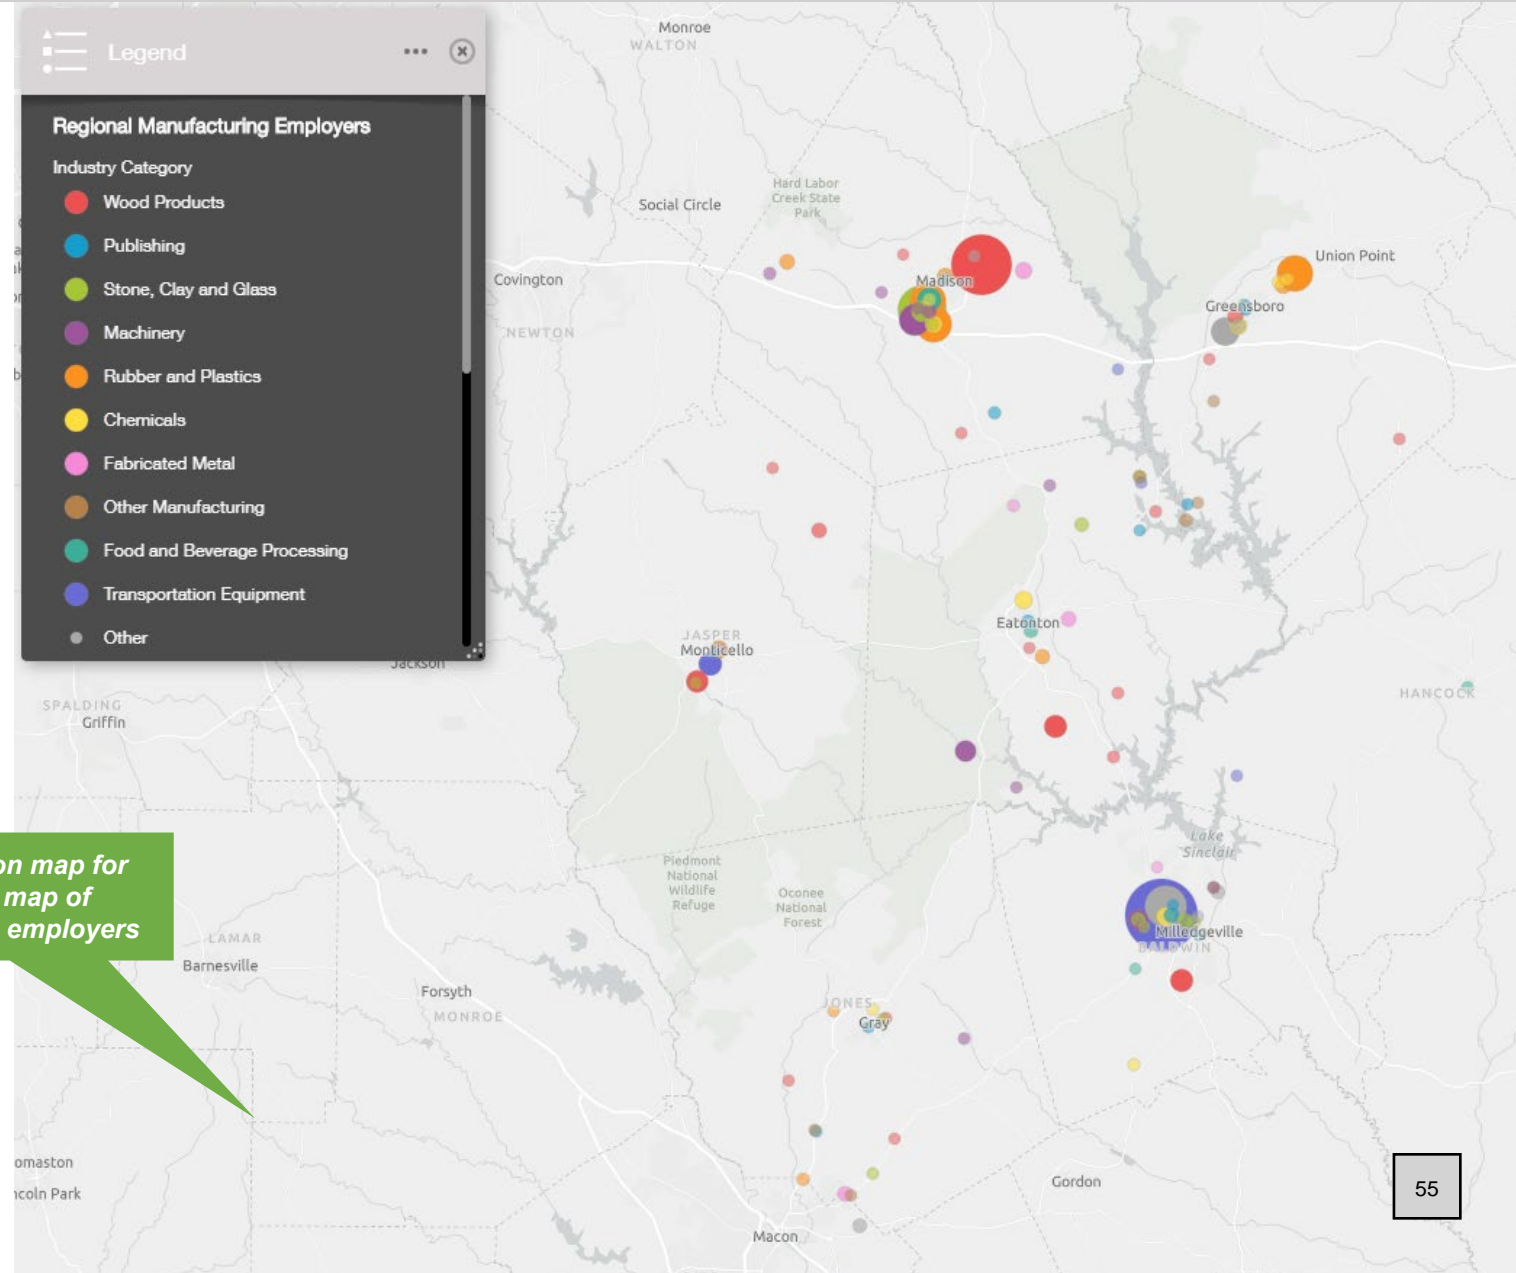 Legend
Regional Manufacturing Employers
Industry Category
Wood Products
Publishing
Stone, Clay and Glass
Machinery
Rubber and Plastics
Chemicals
Fabricated Metal
Other Manufacturing
Food and Beverage Processing
Transportation Equipment
Other
Monroe
WALTON
Hard Labor
Creek State
Park
Social Circle
Covington
NEWTON
Madison
Union Point
Greensboro
Eatonton
JASPER
Monticello
Jackson
SPALDING
Griffin
HANCOCK
on map for
map of
employers
Piedmont
National
Wildlife
Refuge
Oconee
National
Forest
Lake
Sinclair
Milledgeville
BALDWIN
LAMAR
Barnesville
Forsyth
MONROE
JONES
Gray
omaston
ncoln Park
Gordon
Macon
55